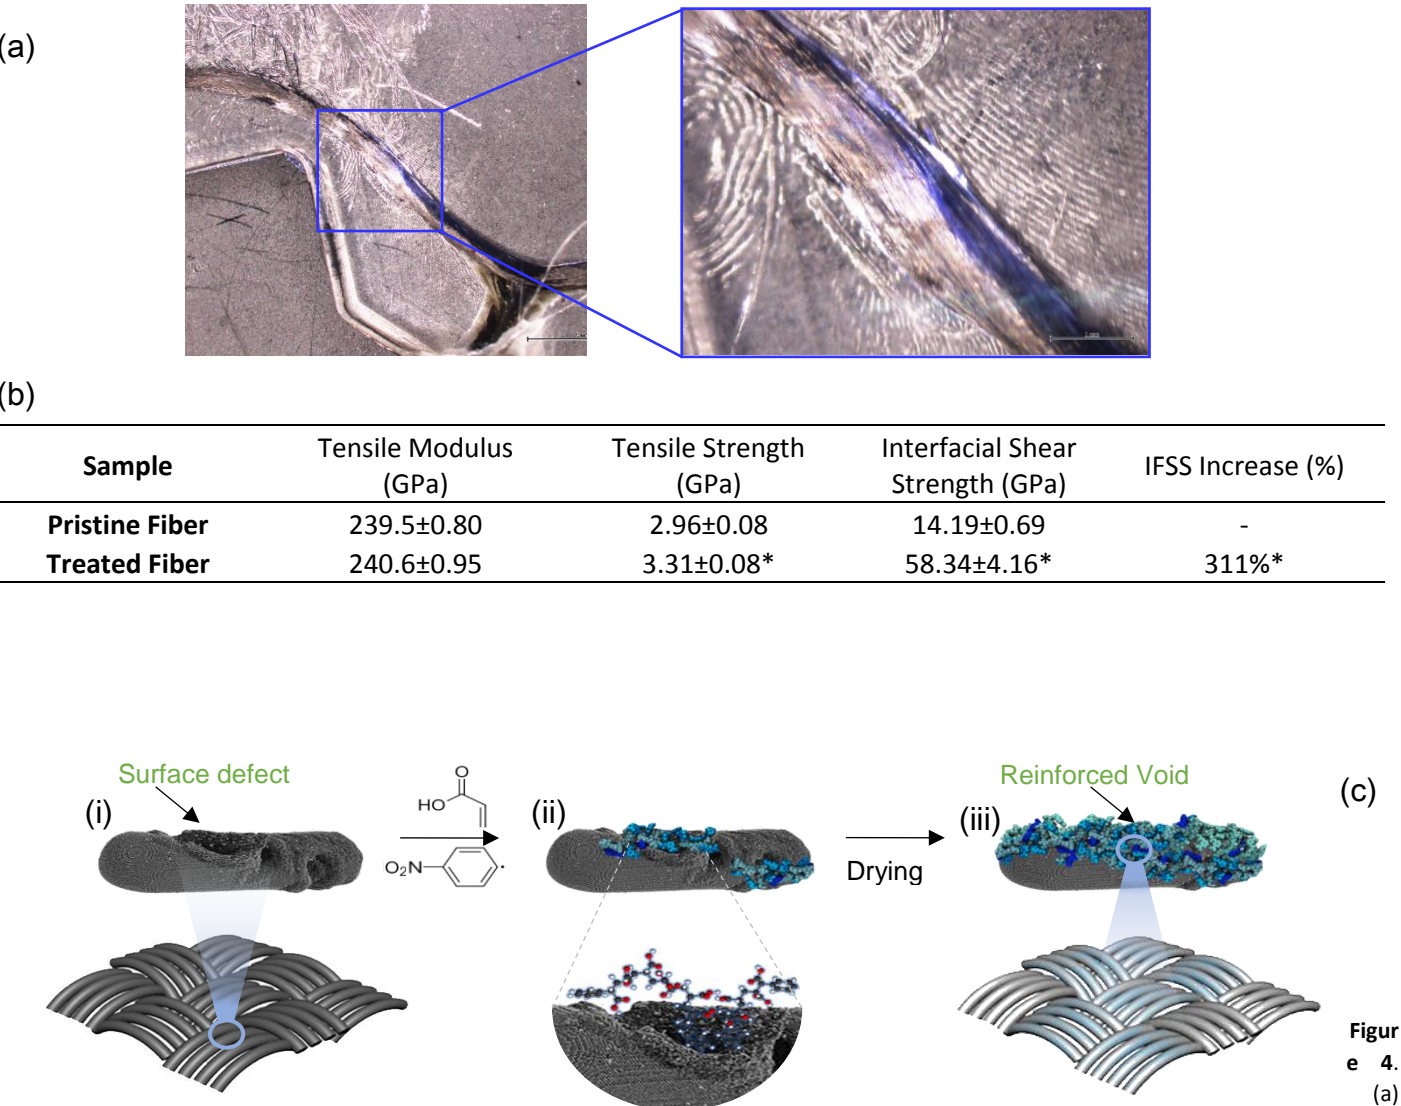 (a)
1 mm
(b)
Sample Tensile Modulus (GPa) Tensile Strength (GPa) Interfacial Shear Strength (GPa) IFSS Increase (%)
Pristine Fiber 239.5±0.80 2.96±0.08 14.19±0.69 -
Treated Fiber 240.6±0.95 3.31±0.08* 58.34±4.16* 311%*
Surface defect
(i)
O
HO
O₂N
(ii)
Drying
Reinforced Void
(iii)
(c)
Figur
e 4.
(a)